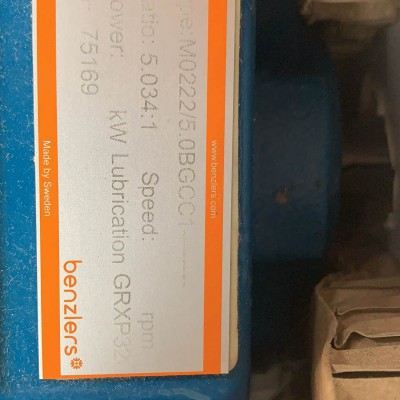 www.benzlers.com
pe: M0222/5.0BGCC1
atio: 5.034:1 Speed: rpm
ower: kW Lubrication GRXP32
: 75169
benzlers
Made by Sweden